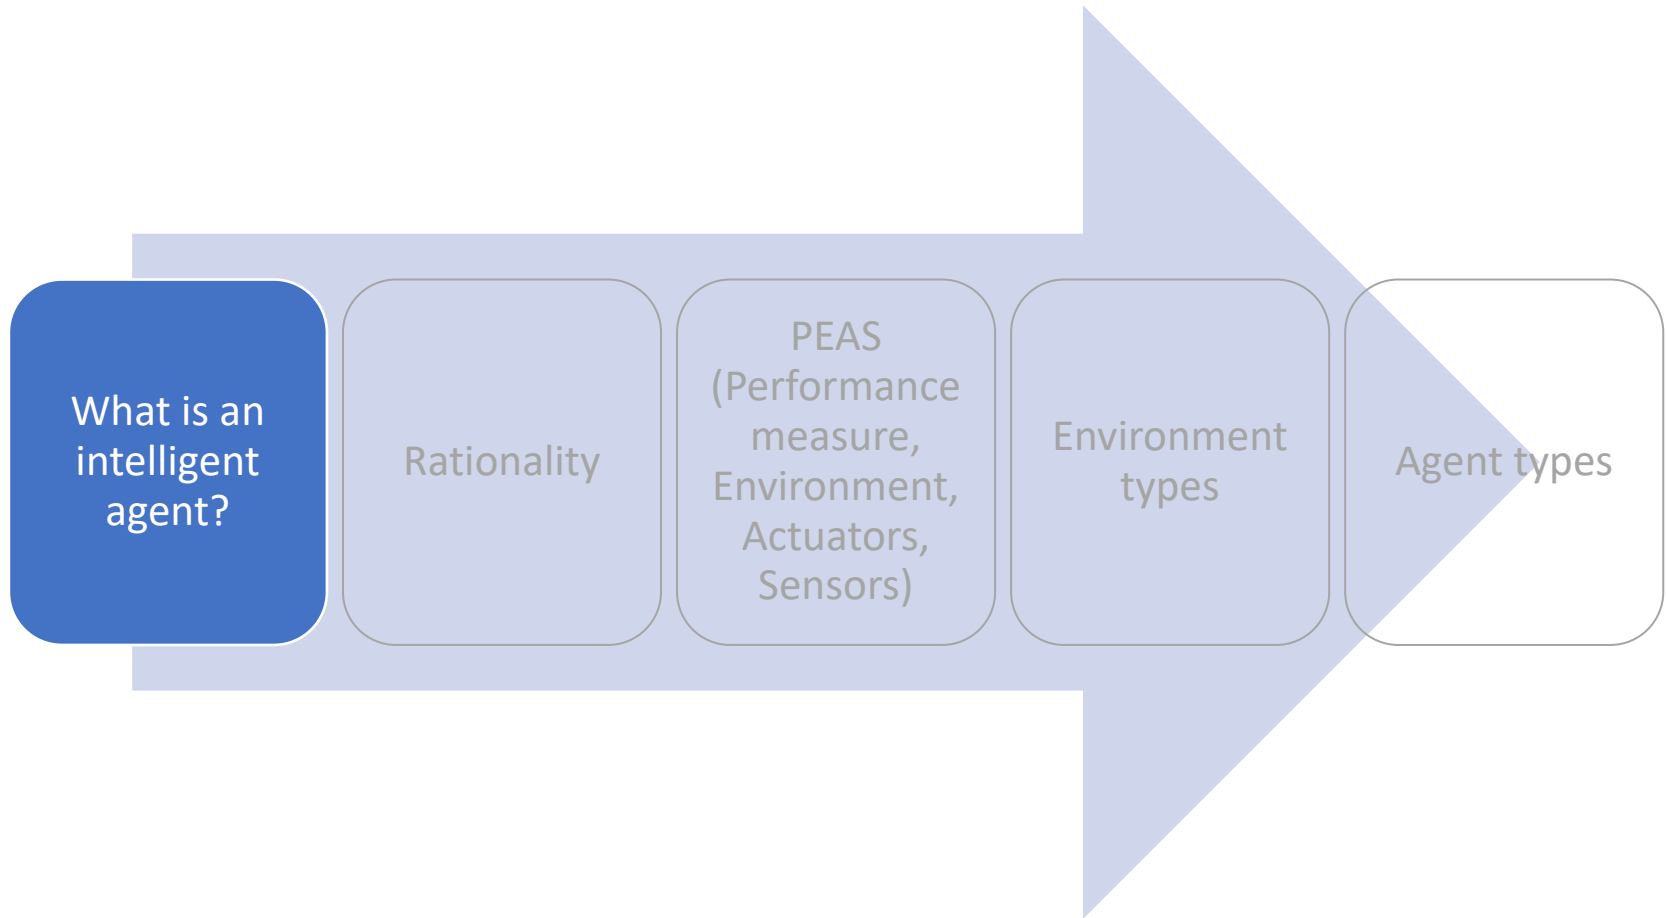 What is an
intelligent
agent?
Rationality
PEAS
(Performance
measure,
Environment,
Actuators,
Sensors)
Environment
types
Agent types